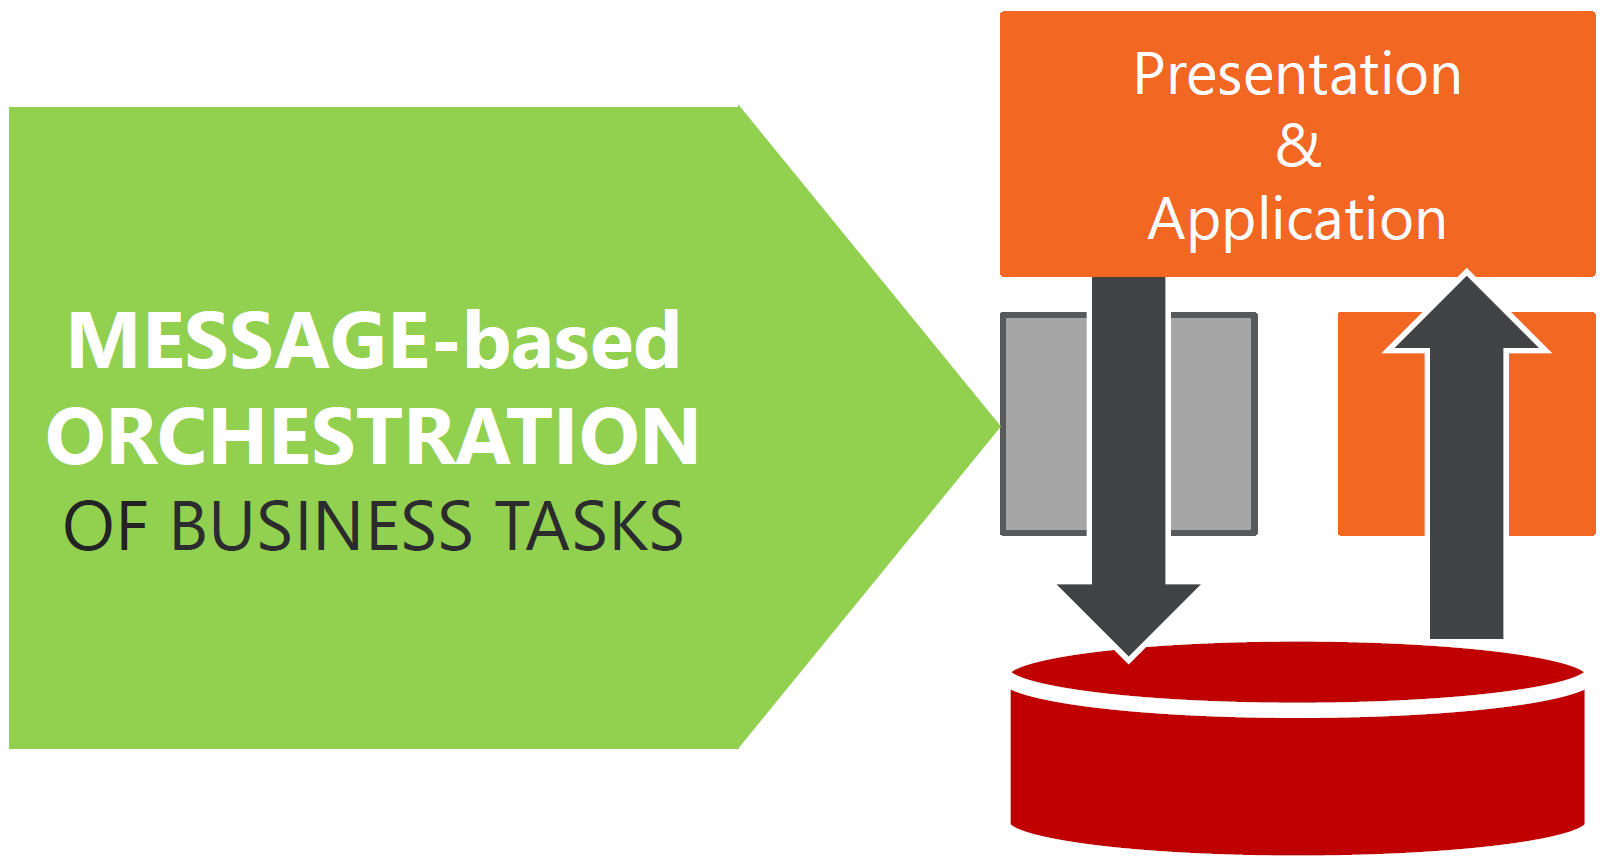 MESSAGE-based
ORCHESTRATION
OF BUSINESS TASKS
Presentation
&
Application